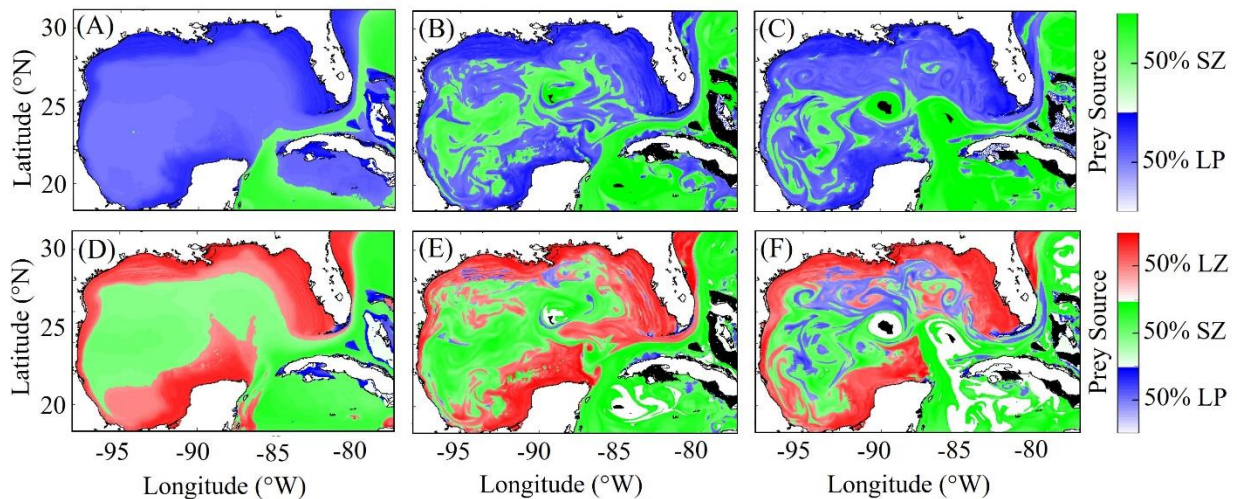 (A) (B) (C)
30
25
20
Latitude (°N)
50% SZ
50% LP
Prey Source
(D) (E) (F)
30
25
20
Latitude (°N)
50% LZ
50% SZ
50% LP
Prey Source
-95 -90 -85 -80 -95 -90 -85 -80 -95 -90 -85 -80
Longitude (°W) Longitude (°W) Longitude (°W)